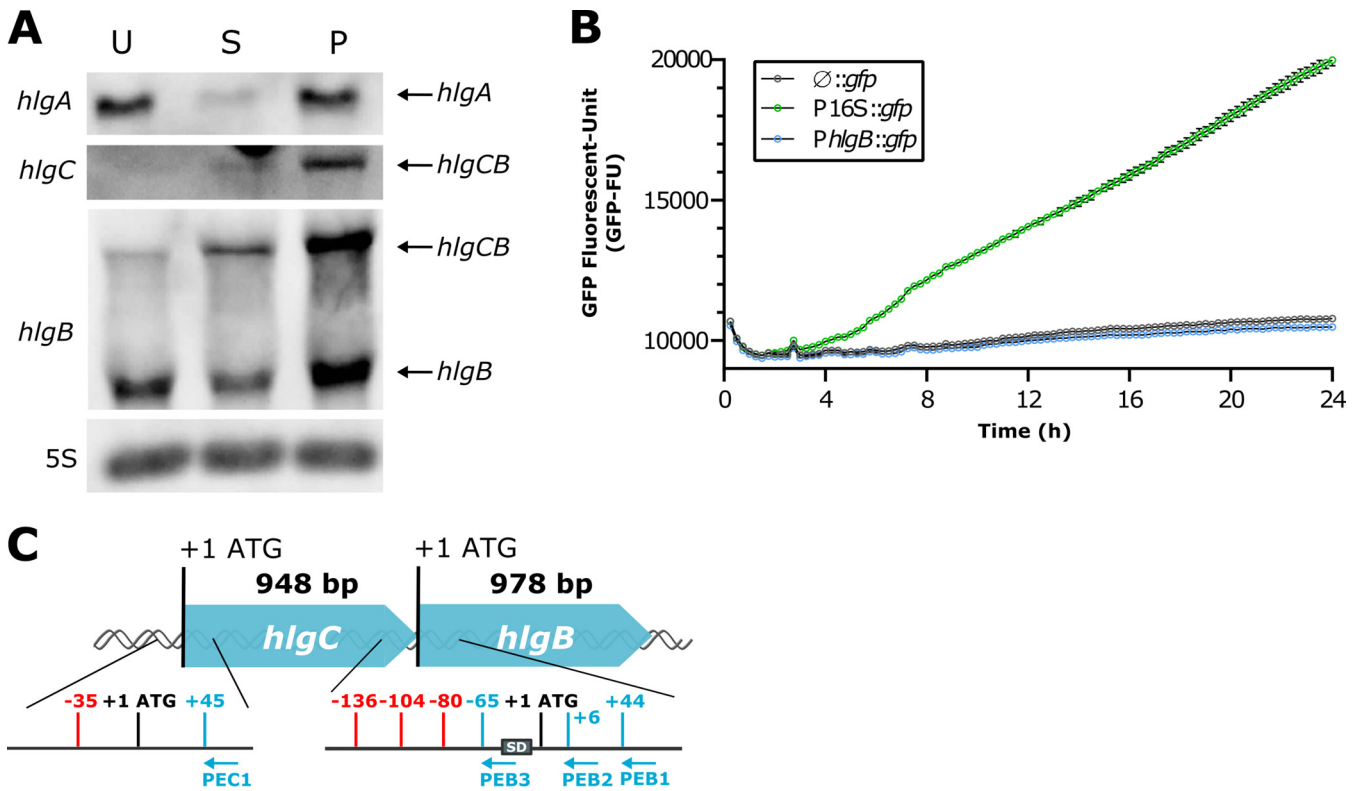 A
U S P
hlgA
hlgA
hlgC
hlgCB
hlgCB
hlgB
hlgB
5S
B
20000
15000
10000
GFP Fluorescent-Unit
(GFP-FU)
∅::gfp
P16S::gfp
PhlgB::gfp
0 4 8 12 16 20 24
Time (h)
C
+1 ATG +1 ATG
948 bp 978 bp
hlgC hlgB
-35 +1 ATG +45
-136 -104 -80 -65 +1 ATG +6 +44
SD
PEC1
PEB3 PEB2 PEB1